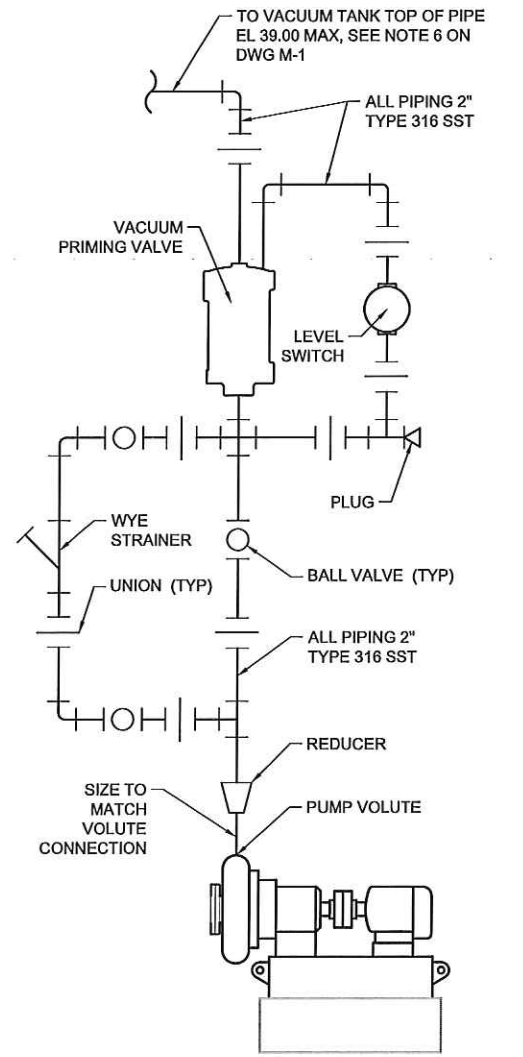 TO VACUUM TANK TOP OF PIPE
EL 39.00 MAX, SEE NOTE 6 ON
DWG M-1
ALL PIPING 2"
TYPE 316 SST
VACUUM
PRIMING VALVE
LEVEL
SWITCH
PLUG
WYE
STRAINER
BALL VALVE (TYP)
UNION (TYP)
ALL PIPING 2"
TYPE 316 SST
REDUCER
SIZE TO
MATCH
VOLUTE
CONNECTION
PUMP VOLUTE